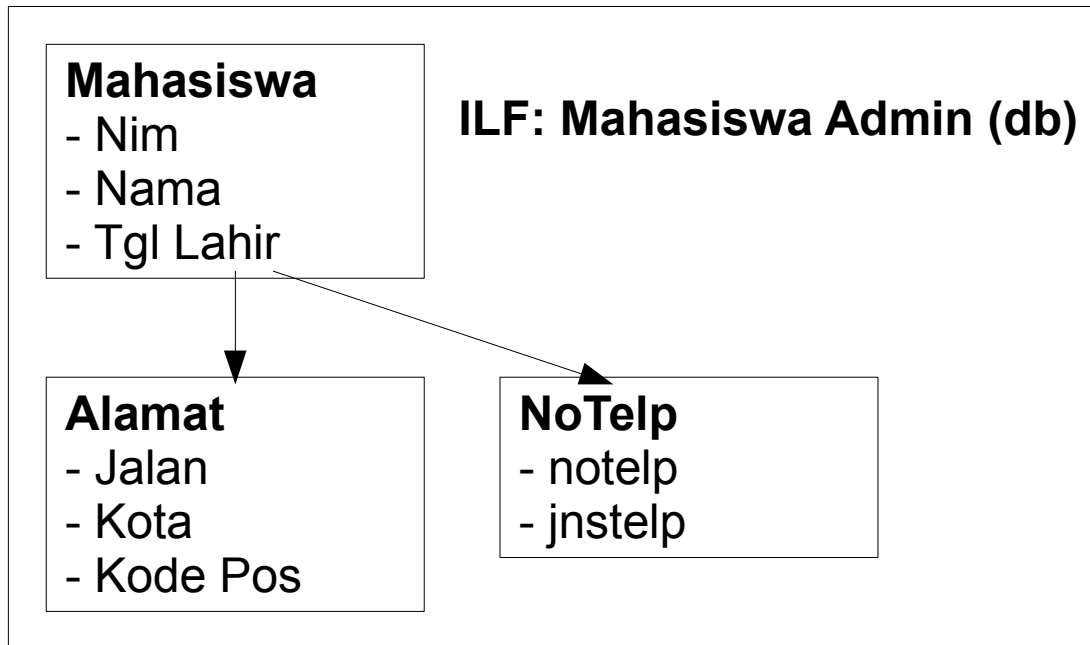 Mahasiswa
- Nim
- Nama
- Tgl Lahir
ILF: Mahasiswa Admin (db)
Alamat
- Jalan
- Kota
- Kode Pos
NoTelp
- notelp
- jnstelp